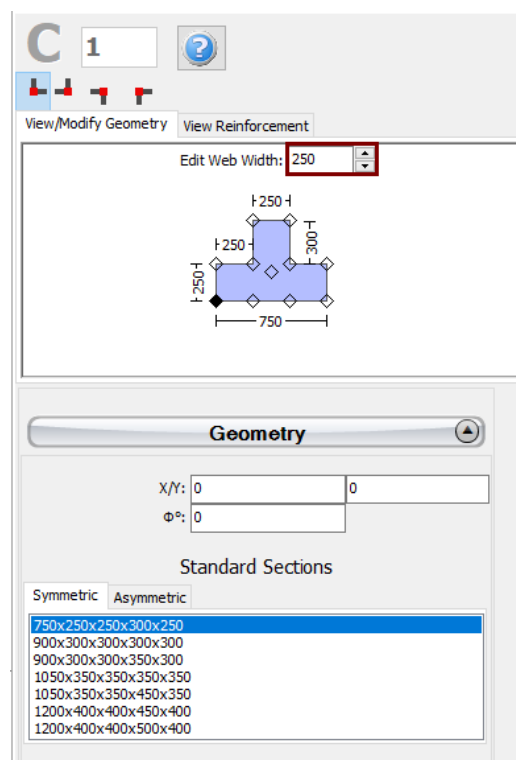 C 1 ?
View/Modify Geometry View Reinforcement
Edit Web Width: 250
250
250 300
250
750
Geometry
X/Y: 0 0
Φº: 0
Standard Sections
Symmetric Asymmetric
750x250x250x300x250
900x300x300x300x300
900x300x300x350x300
1050x350x350x350x350
1050x350x350x450x350
1200x400x400x450x400
1200x400x400x500x400